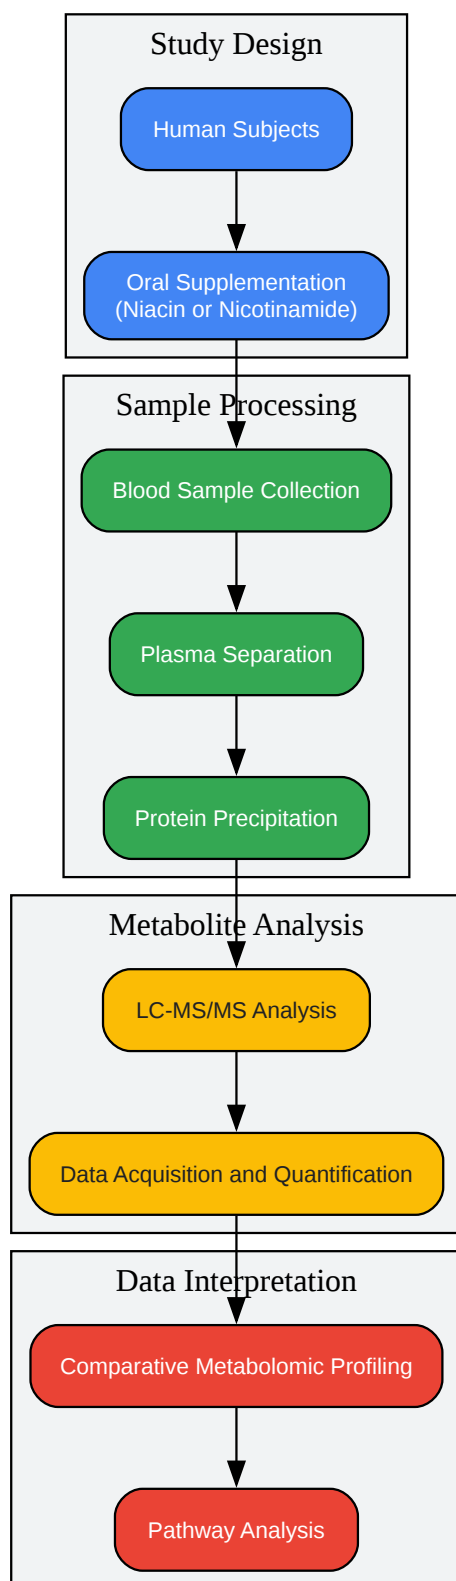 Study Design
Human Subjects
Oral Supplementation
(Niacin or Nicotinamide)
Sample Processing
Blood Sample Collection
Plasma Separation
Protein Precipitation
Metabolite Analysis
LC-MS/MS Analysis
Data Acquisition and Quantification
Data Interpretation
Comparative Metabolomic Profiling
Pathway Analysis